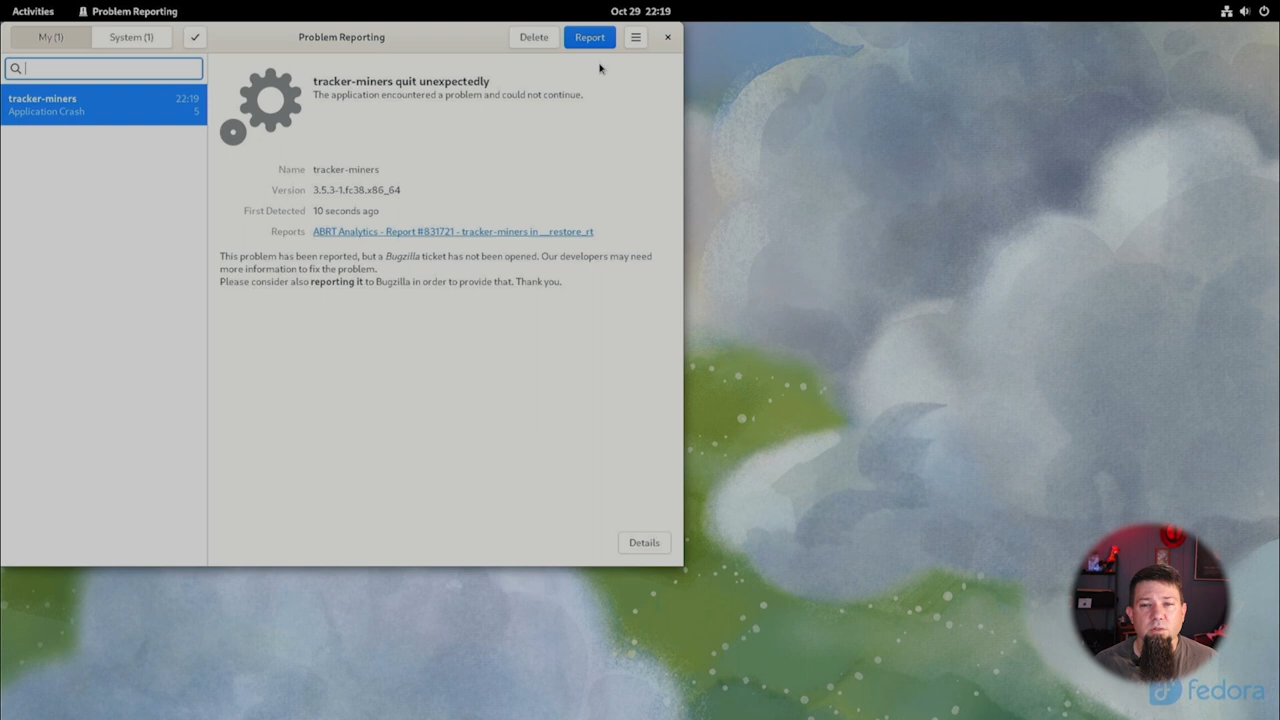 Activities
Problem Reporting
Oct 29 22:19
My (1)
System (1)
Problem Reporting
Delete
Report
tracker-miners 22:19
Application Crash 5
tracker-miners quit unexpectedly
The application encountered a problem and could not continue.
Name tracker-miners
Version 3.5.3-1.fc38.x86_64
First Detected 10 seconds ago
Reports ABRT Analytics - Report #831721 - tracker-miners in __restore_rt
This problem has been reported, but a Bugzilla ticket has not been opened. Our developers may need
more information to fix the problem.
Please consider also reporting it to Bugzilla in order to provide that. Thank you.
Details
fedora